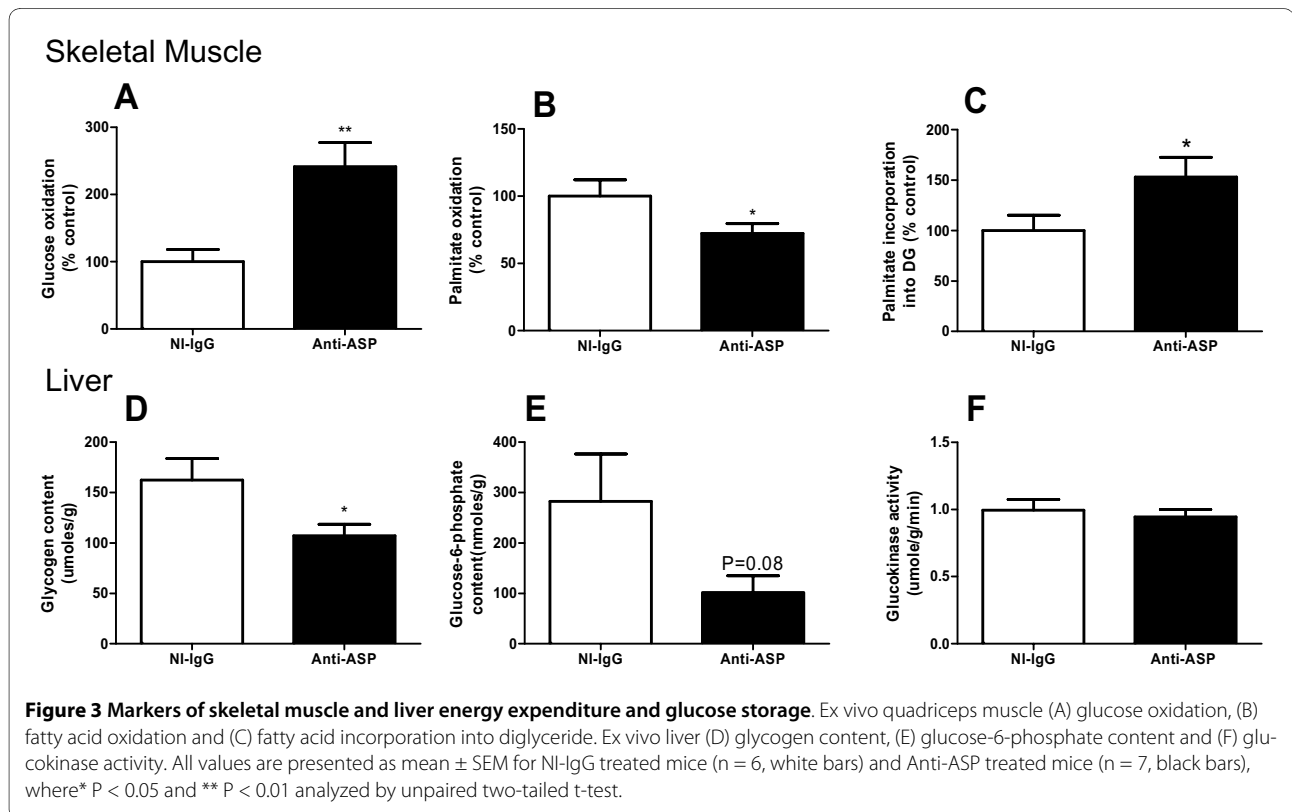 Skeletal Muscle
A
Glucose oxidation
(% control)
300
200
100
0
**
NI-IgG
Anti-ASP
B
Palmitate oxidation
(% control)
150
100
50
0
*
NI-IgG
Anti-ASP
C
Palmitate incorporation
into DG (% control)
200
150
100
50
0
*
NI-IgG
Anti-ASP
Liver
D
Glycogen content
(umoles/g)
200
150
100
50
0
*
NI-IgG
Anti-ASP
E
Glucose-6-phosphate
content(nmoles/g)
400
300
200
100
0
P=0.08
NI-IgG
Anti-ASP
F
Glucokinase activity
(umole/g/min)
1.5
1.0
0.5
0.0
NI-IgG
Anti-ASP
Figure 3 Markers of skeletal muscle and liver energy expenditure and glucose storage. Ex vivo quadriceps muscle (A) glucose oxidation, (B)
fatty acid oxidation and (C) fatty acid incorporation into diglyceride. Ex vivo liver (D) glycogen content, (E) glucose-6-phosphate content and (F) glu-
cokinase activity. All values are presented as mean ± SEM for NI-IgG treated mice (n = 6, white bars) and Anti-ASP treated mice (n = 7, black bars),
where* P < 0.05 and ** P < 0.01 analyzed by unpaired two-tailed t-test.